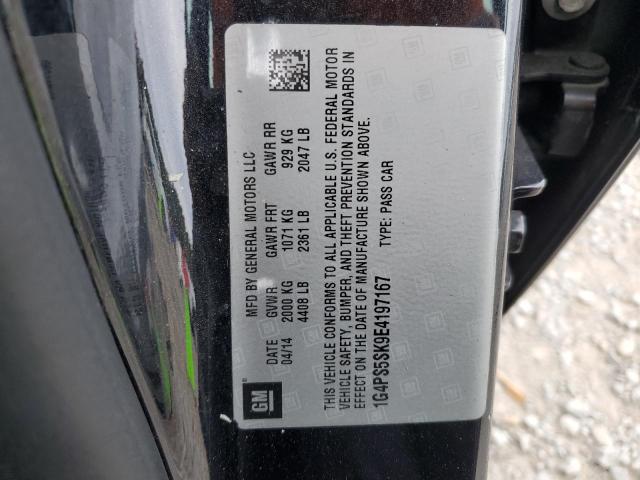 MFD BY GENERAL MOTORS LLC
DATE GVWR GAWR FRT GAWR RR
04/14 2000 KG 1071 KG 929 KG
4408 LB 2361 LB 2047 LB
GM
THIS VEHICLE CONFORMS TO ALL APPLICABLE U.S. FEDERAL MOTOR
VEHICLE SAFETY, BUMPER, AND THEFT PREVENTION STANDARDS IN
EFFECT ON THE DATE OF MANUFACTURE SHOWN ABOVE.
1G4PS5SK9E4197167 TYPE: PASS CAR